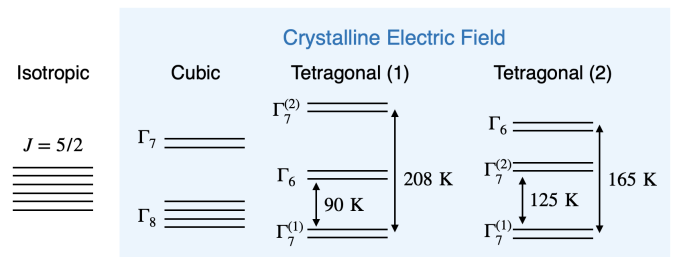 Crystalline Electric Field
Isotropic
Cubic
Tetragonal (1)
Tetragonal (2)
J = 5/2
Γ₇
Γ₈
Γ₇⁽²⁾
Γ₆
Γ₇⁽¹⁾
90 K
208 K
Γ₆
Γ₇⁽²⁾
Γ₇⁽¹⁾
125 K
165 K